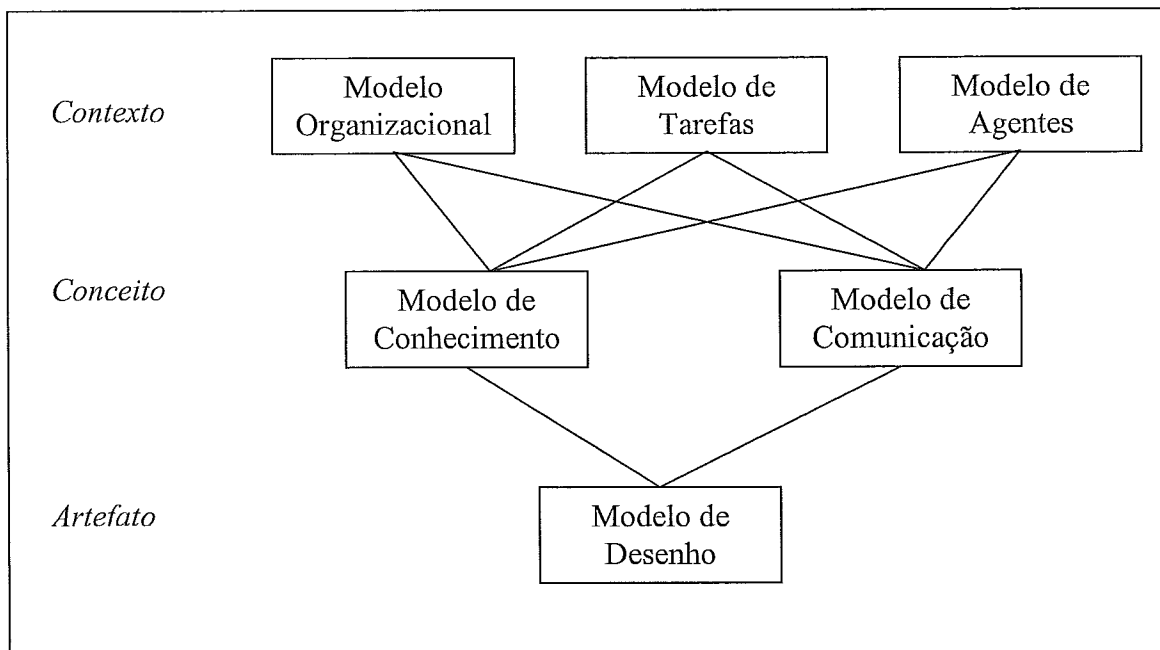 Contexto
Modelo
Organizacional
Modelo de
Tarefas
Modelo de
Agentes
Conceito
Modelo de
Conhecimento
Modelo de
Comunicação
Artefato
Modelo de
Desenho